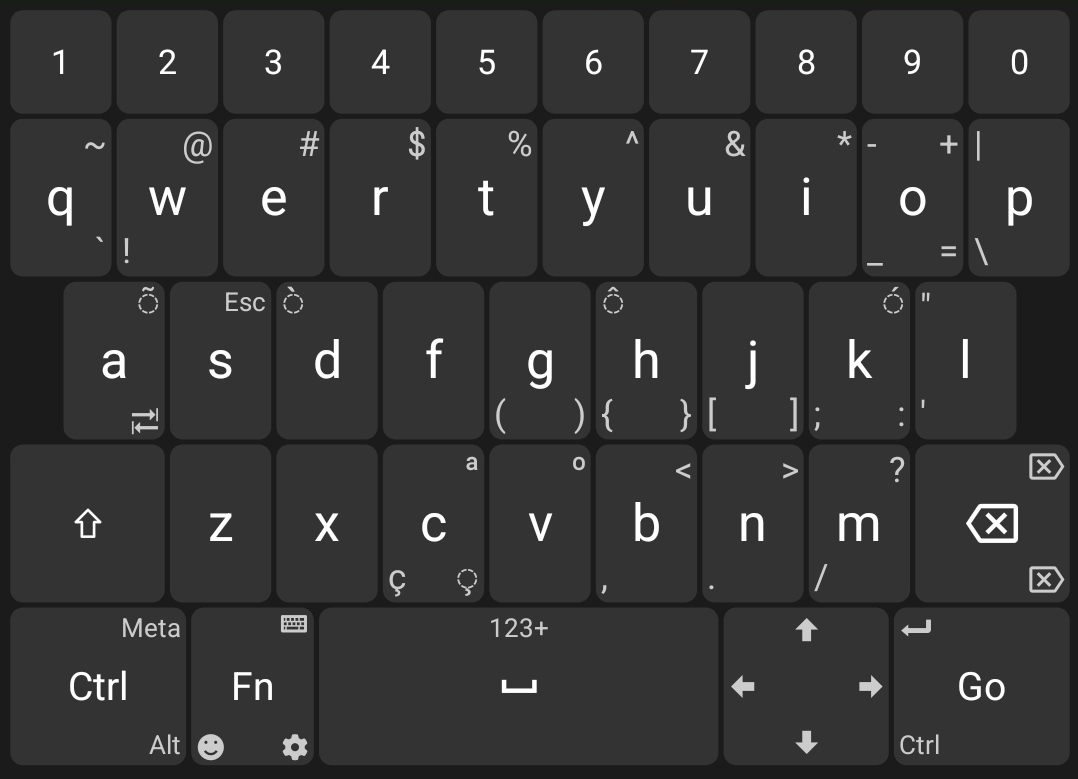 1 2 3 4 5 6 7 8 9 0
~ @ # $ % ^ & * - + |
q w e r t y u i o p
` ! _ = \
◌̃ Esc ◌̀ ◌̂ ◌́ "
a s d f g h j k l
( ) { } [ ] ; : '
ª º < > ?
z x c v b n m
ç ◌̧ , . /
Meta 123+
Ctrl Fn Go
Alt Ctrl